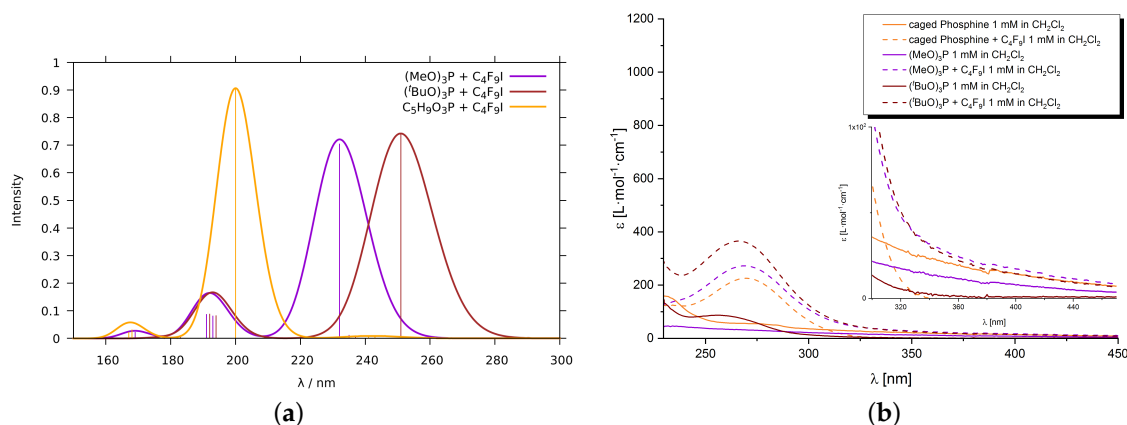 (MeO)₃P + C₄F₉I
(ᵗBuO)₃P + C₄F₉I
C₅H₉O₃P + C₄F₉I
Intensity
1
0.9
0.8
0.7
0.6
0.5
0.4
0.3
0.2
0.1
0
160 180 200 220 240 260 280 300
λ / nm
(a)
caged Phosphine 1 mM in CH₂Cl₂
caged Phosphine + C₄F₉I 1 mM in CH₂Cl₂
(MeO)₃P 1 mM in CH₂Cl₂
(MeO)₃P + C₄F₉I 1 mM in CH₂Cl₂
(ᵗBuO)₃P 1 mM in CH₂Cl₂
(ᵗBuO)₃P + C₄F₉I 1 mM in CH₂Cl₂
ε [L·mol⁻¹·cm⁻¹]
1200
1000
800
600
400
200
0
250 300 350 400 450
λ [nm]
1x10²
ε [L·mol⁻¹·cm⁻¹]
0
320 360 400 440
λ [nm]
(b)